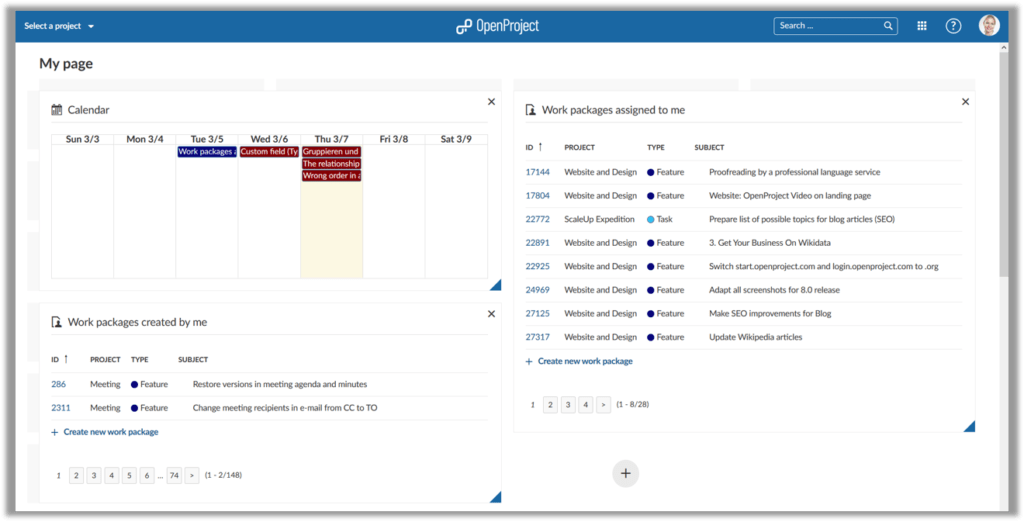 Select a project
OpenProject
Search ...
?
My page
Calendar
Sun 3/3 Mon 3/4 Tue 3/5 Wed 3/6 Thu 3/7 Fri 3/8 Sat 3/9
Work packages a Custom field (Ty Gruppieren und
The relationship
Wrong order in a
Work packages created by me
ID ↑ PROJECT TYPE SUBJECT
286 Meeting Feature Restore versions in meeting agenda and minutes
2311 Meeting Feature Change meeting recipients in e-mail from CC to TO
+ Create new work package
1 2 3 4 5 6 ... 74 > (1 - 2/148)
Work packages assigned to me
ID ↑ PROJECT TYPE SUBJECT
17144 Website and Design Feature Proofreading by a professional language service
17804 Website and Design Feature Website: OpenProject Video on landing page
22772 ScaleUp Expedition Task Prepare list of possible topics for blog articles (SEO)
22891 Website and Design Feature 3. Get Your Business On Wikidata
22925 Website and Design Feature Switch start.openproject.com and login.openproject.com to .org
24969 Website and Design Feature Adapt all screenshots for 8.0 release
27125 Website and Design Feature Make SEO improvements for Blog
27317 Website and Design Feature Update Wikipedia articles
+ Create new work package
1 2 3 4 > (1 - 8/28)
+